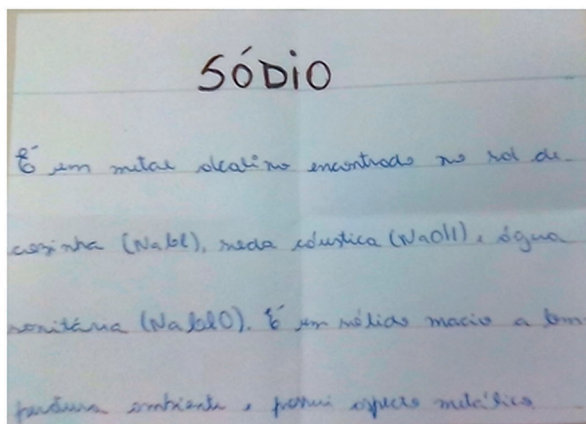 SÓDIO
É um metal alcalino encontrado no sal de
cozinha (NaCl), soda cáustica (NaOH), água
sanitária (NaClO). É um sólido macio a tem
peratura ambiente, possui aspecto metálico.